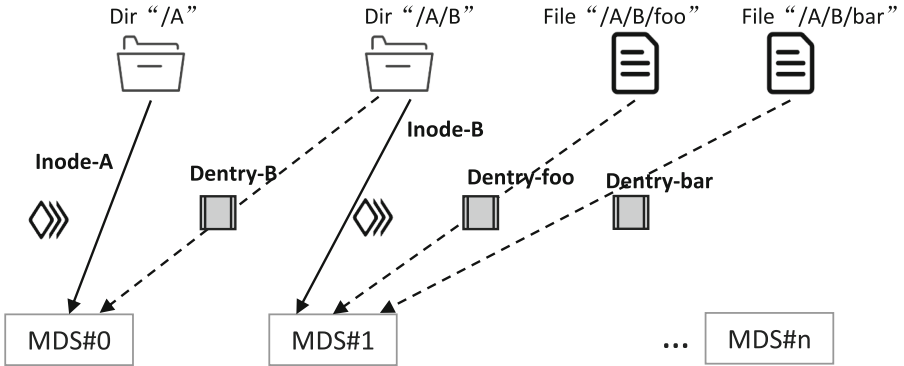 Dir “/A”
Dir “/A/B”
File “/A/B/foo”
File “/A/B/bar”
Inode-A
Dentry-B
Inode-B
Dentry-foo
Dentry-bar
MDS#0
MDS#1
...
MDS#n